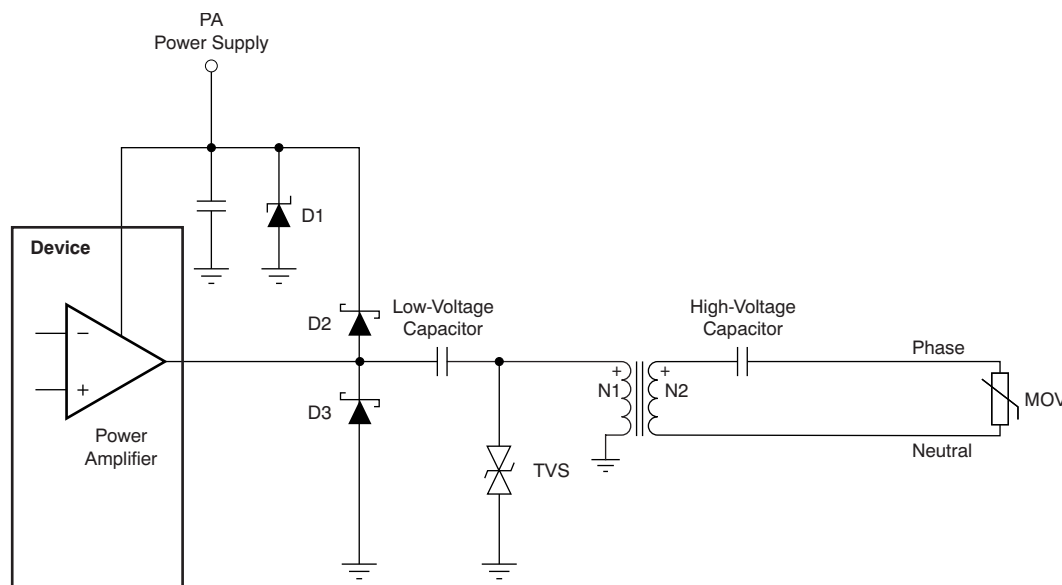 PA
Power Supply
D1
Device
Low-Voltage
Capacitor
High-Voltage
Capacitor
D2
Phase
−
+
+
+
N1
N2
MOV
D3
Power
Amplifier
Neutral
TVS